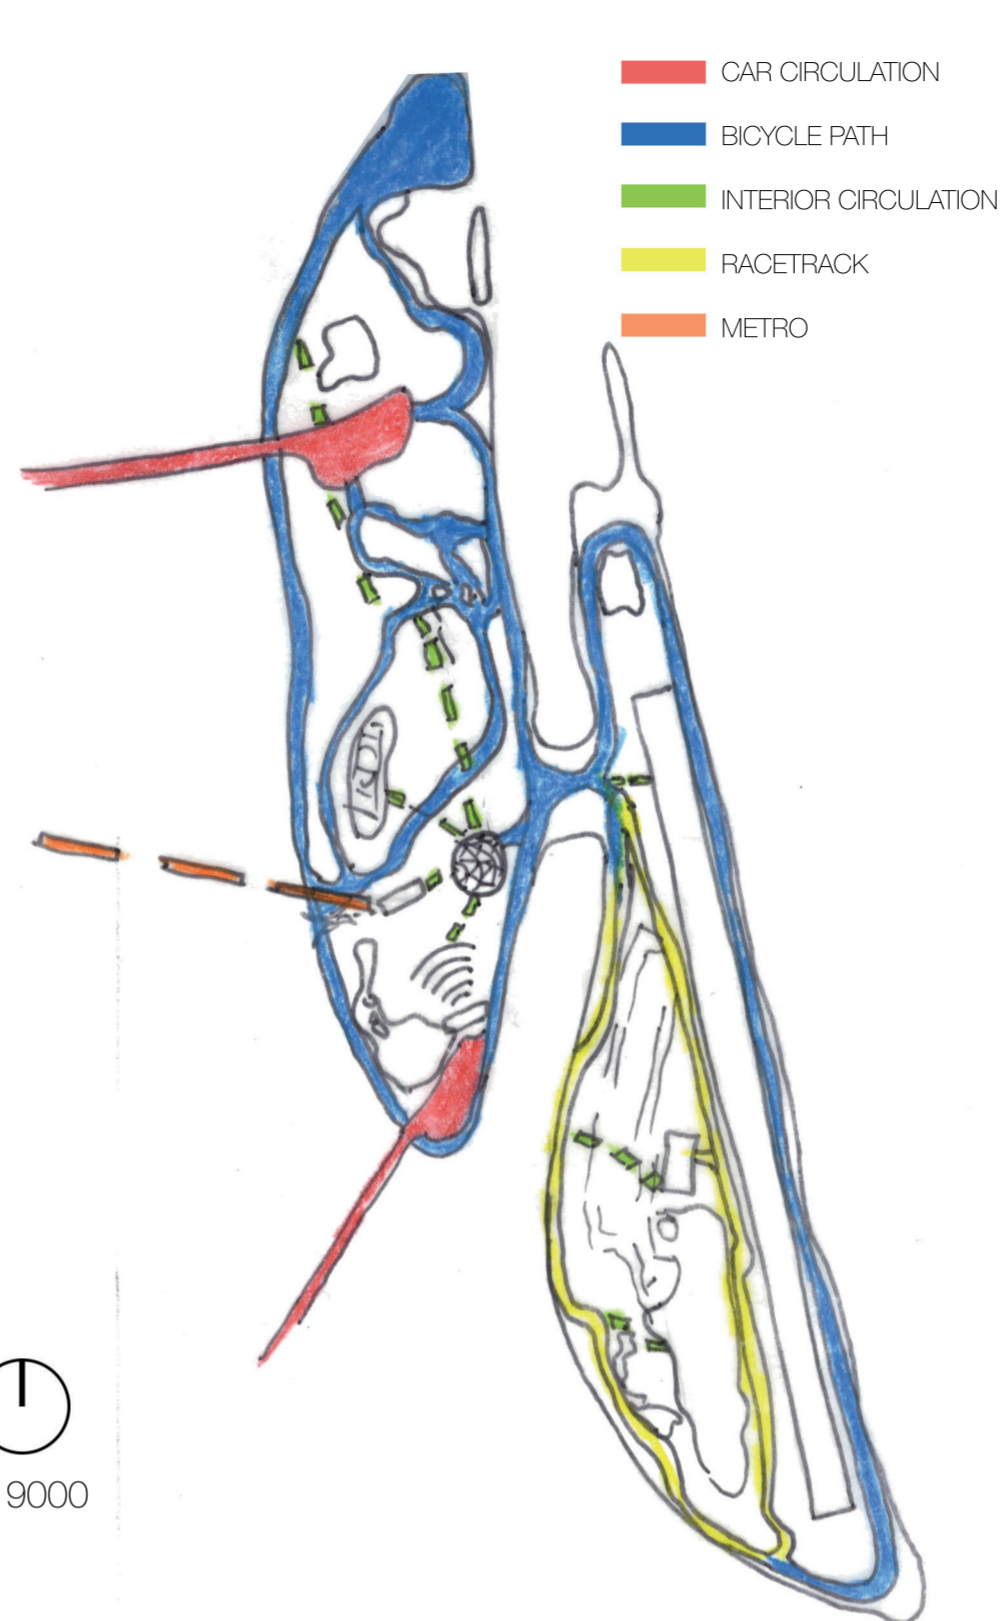 CAR CIRCULATION
BICYCLE PATH
INTERIOR CIRCULATION
RACETRACK
METRO
9000